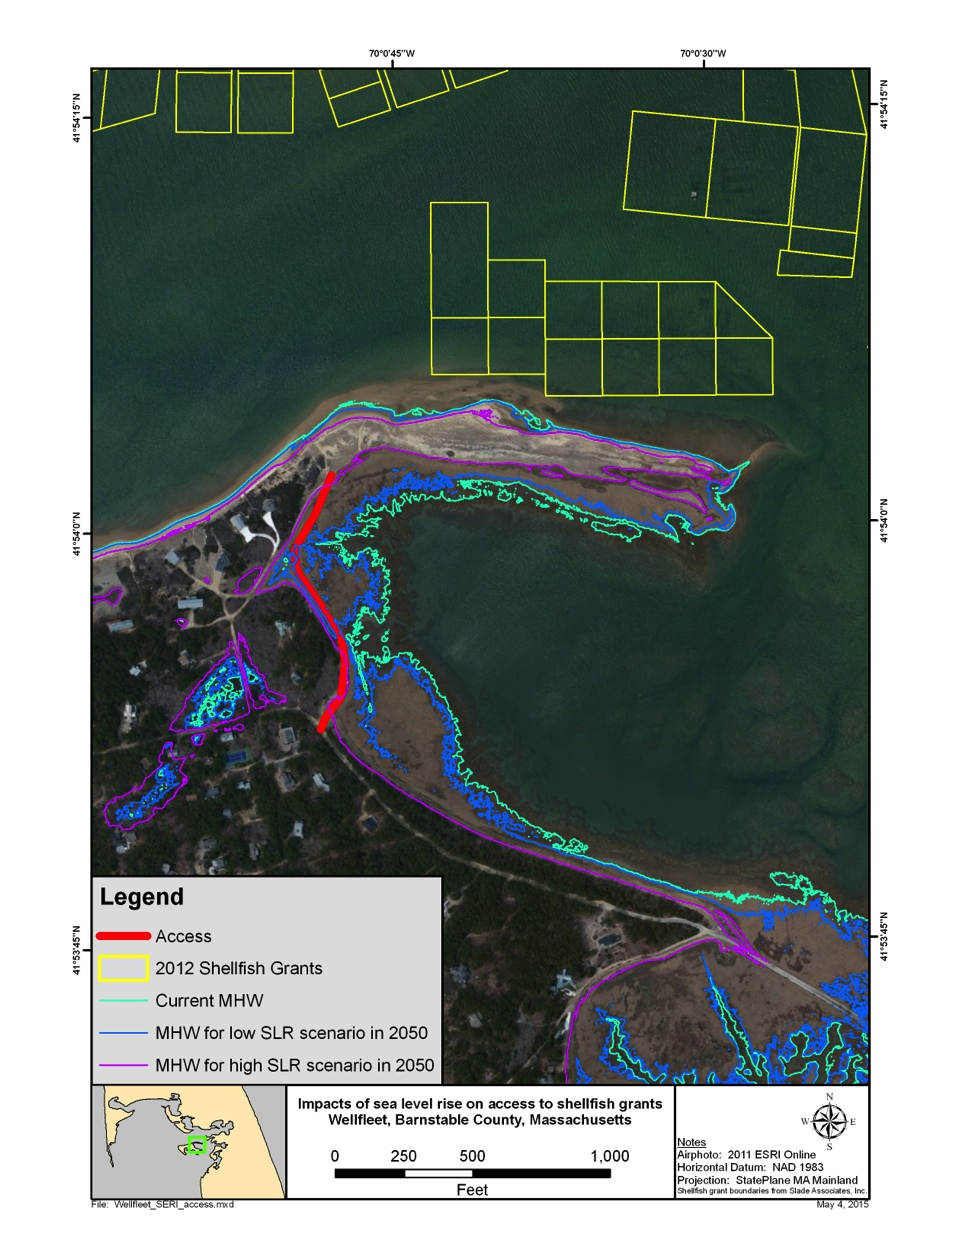 70°0'45"W
70°0'30"W
41°54'15"N
41°54'15"N
41°54'0"N
41°54'0"N
41°53'45"N
41°53'45"N
Legend
Access
2012 Shellfish Grants
Current MHW
MHW for low SLR scenario in 2050
MHW for high SLR scenario in 2050
Impacts of sea level rise on access to shellfish grants
Wellfleet, Barnstable County, Massachusetts
0 250 500 1,000
Feet
N
W E
S
Notes
Airphoto: 2011 ESRI Online
Horizontal Datum: NAD 1983
Projection: StatePlane MA Mainland
Shellfish grant boundaries from Slade Associates, Inc.
File: Wellfleet_SERI_access.mxd
May 4, 2015